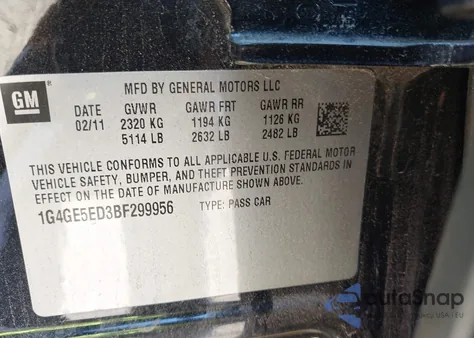 GM
MFD BY GENERAL MOTORS LLC
DATE GVWR GAWR FRT GAWR RR
02/11 2320 KG 1194 KG 1126 KG
5114 LB 2632 LB 2482 LB
THIS VEHICLE CONFORMS TO ALL APPLICABLE U.S. FEDERAL MOTOR
VEHICLE SAFETY, BUMPER, AND THEFT PREVENTION STANDARDS IN
EFFECT ON THE DATE OF MANUFACTURE SHOWN ABOVE.
1G4GE5ED3BF299956 TYPE: PASS CAR
AutoSnap